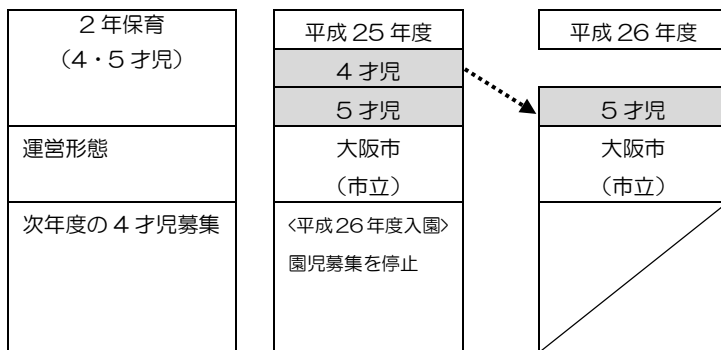 2年保育
（4・5才児）
平成25年度
平成26年度
4才児
5才児
5才児
運営形態
大阪市
（市立）
大阪市
（市立）
次年度の4才児募集
<平成26年度入園>
園児募集を停止